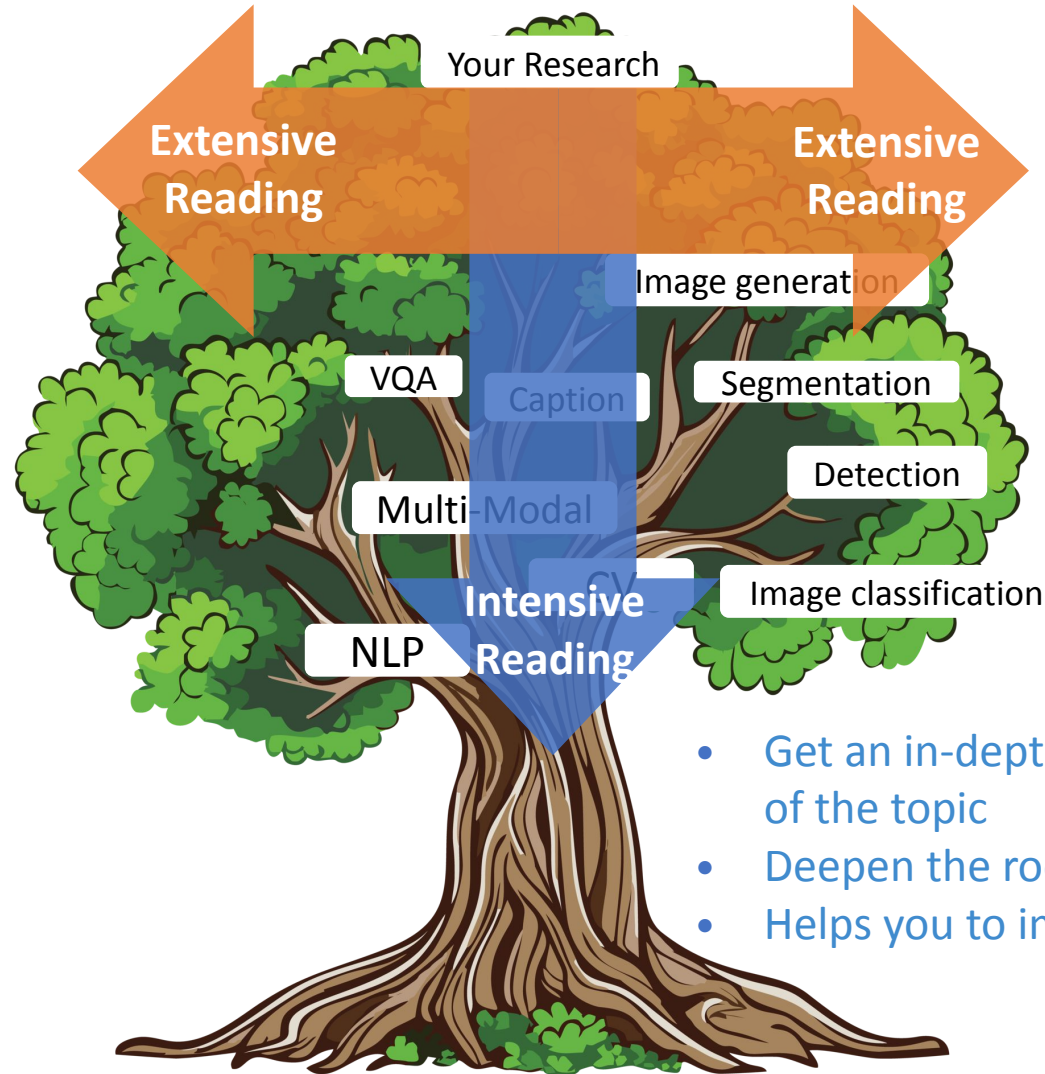 Your Research
Extensive
Reading
Extensive
Reading
Image generation
VQA
Caption
Segmentation
Detection
Multi-Modal
CV
Image classification
Intensive
Reading
NLP
• Get an in-dept
of the topic
• Deepen the ro
• Helps you to in